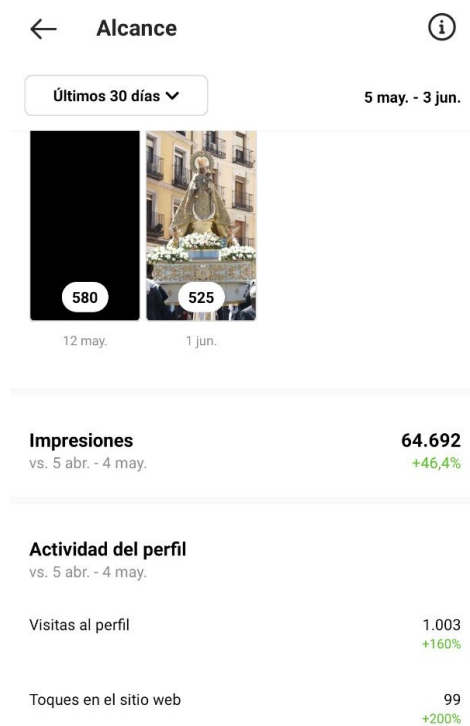 Alcance
Últimos 30 días
5 may. - 3 jun.
580
525
12 may.
1 jun.
Impresiones
64.692
vs. 5 abr. - 4 may.
+46,4%
Actividad del perfil
vs. 5 abr. - 4 may.
Visitas al perfil
1.003
+160%
Toques en el sitio web
99
+200%